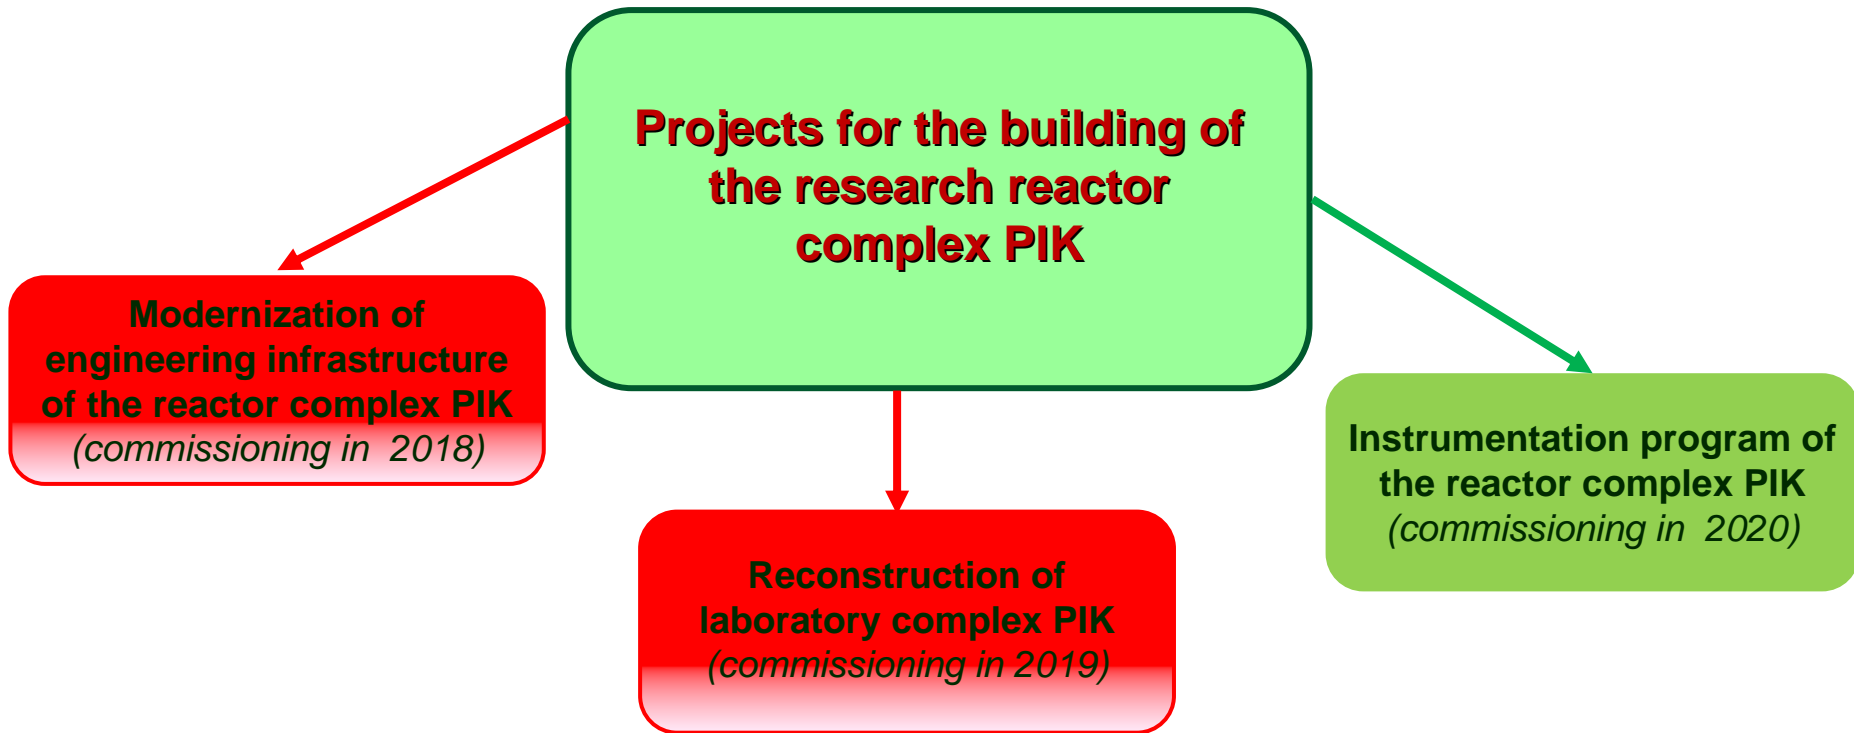 Projects for the building of
the research reactor
complex PIK
Modernization of
engineering infrastructure
of the reactor complex PIK
(commissioning in  2018)
Reconstruction of
laboratory complex PIK
(commissioning in 2019)
Instrumentation program of
the reactor complex PIK
(commissioning in  2020)